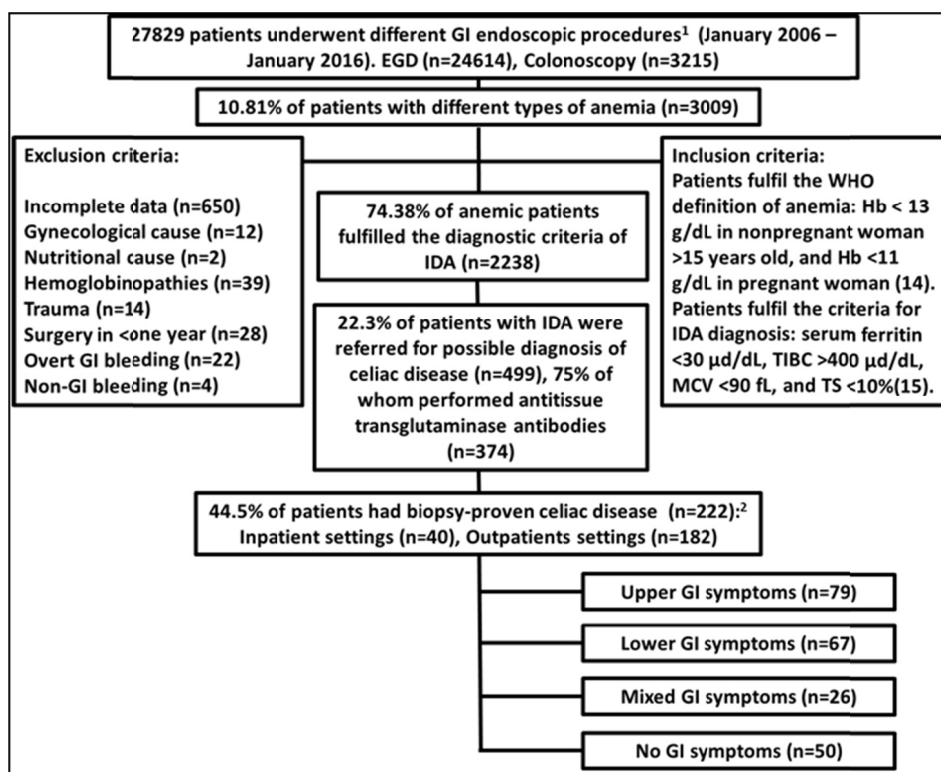 27829 patients underwent different GI endoscopic procedures¹ (January 2006 –
January 2016). EGD (n=24614), Colonoscopy (n=3215)
10.81% of patients with different types of anemia (n=3009)
Exclusion criteria:
Incomplete data (n=650)
Gynecological cause (n=12)
Nutritional cause (n=2)
Hemoglobinopathies (n=39)
Trauma (n=14)
Surgery in <one year (n=28)
Overt GI bleeding (n=22)
Non-GI bleeding (n=4)
74.38% of anemic patients
fulfilled the diagnostic criteria of
IDA (n=2238)
Inclusion criteria:
Patients fulfil the WHO
definition of anemia: Hb < 13
g/dL in nonpregnant woman
>15 years old, and Hb <11
g/dL in pregnant woman (14).
Patients fulfil the criteria for
IDA diagnosis: serum ferritin
<30 µd/dL, TIBC >400 µd/dL,
MCV <90 fL, and TS <10%(15).
22.3% of patients with IDA were
referred for possible diagnosis of
celiac disease (n=499), 75% of
whom performed antitissue
transglutaminase antibodies
(n=374)
44.5% of patients had biopsy-proven celiac disease (n=222):²
Inpatient settings (n=40), Outpatients settings (n=182)
Upper GI symptoms (n=79)
Lower GI symptoms (n=67)
Mixed GI symptoms (n=26)
No GI symptoms (n=50)